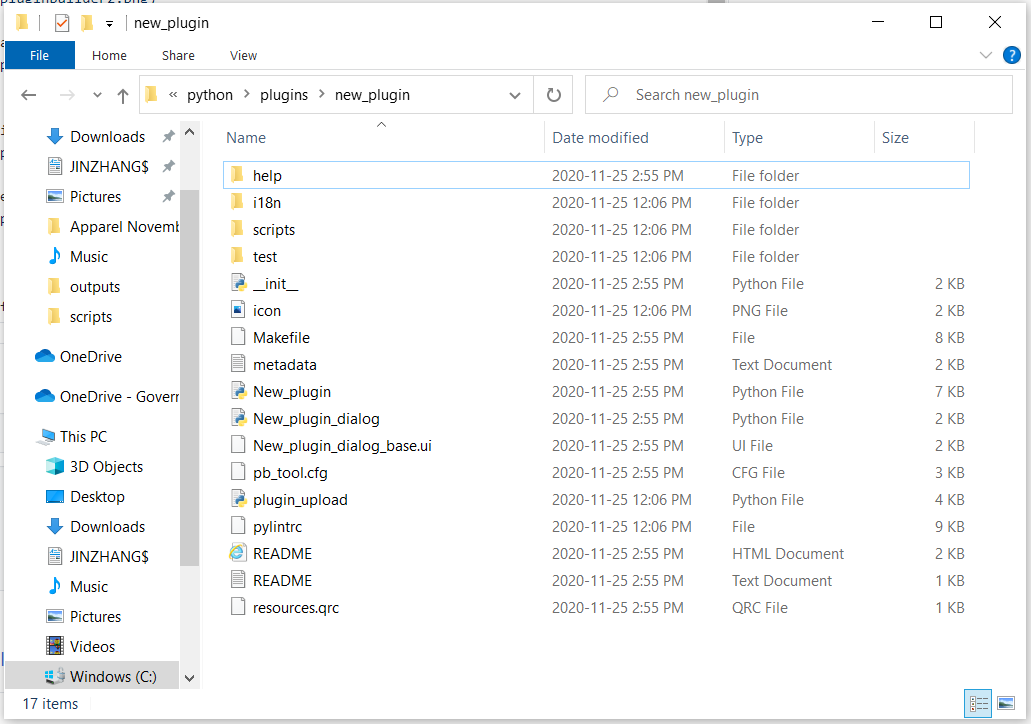 new_plugin
File Home Share View
« python > plugins > new_plugin Search new_plugin
Name Date modified Type Size
Downloads
JINZHANG$
Pictures
Apparel Novemb
Music
outputs
scripts
OneDrive
OneDrive - Govern
This PC
3D Objects
Desktop
Downloads
JINZHANG$
Music
Pictures
Videos
Windows (C:)
help 2020-11-25 2:55 PM File folder
i18n 2020-11-25 12:06 PM File folder
scripts 2020-11-25 12:06 PM File folder
test 2020-11-25 12:06 PM File folder
__init__ 2020-11-25 2:55 PM Python File 2 KB
icon 2020-11-25 12:06 PM PNG File 2 KB
Makefile 2020-11-25 2:55 PM File 8 KB
metadata 2020-11-25 2:55 PM Text Document 2 KB
New_plugin 2020-11-25 2:55 PM Python File 7 KB
New_plugin_dialog 2020-11-25 2:55 PM Python File 2 KB
New_plugin_dialog_base.ui 2020-11-25 2:55 PM UI File 2 KB
pb_tool.cfg 2020-11-25 2:55 PM CFG File 3 KB
plugin_upload 2020-11-25 12:06 PM Python File 4 KB
pylintrc 2020-11-25 12:06 PM File 9 KB
README 2020-11-25 2:55 PM HTML Document 2 KB
README 2020-11-25 2:55 PM Text Document 1 KB
resources.qrc 2020-11-25 2:55 PM QRC File 1 KB
17 items